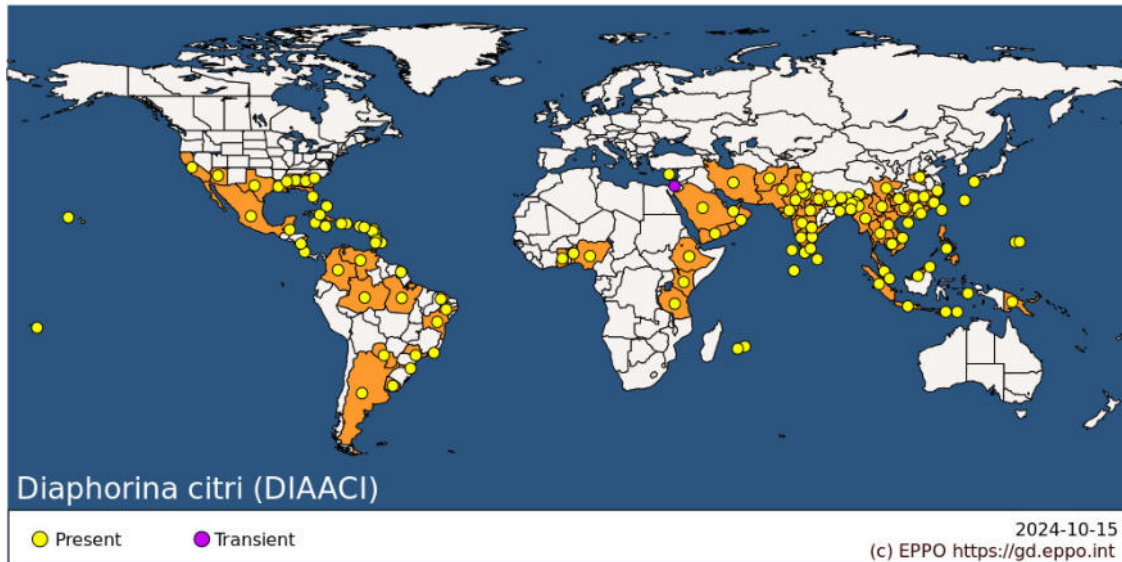 Diaphorina citri (DIAACI)
Present
Transient
2024-10-15
(c) EPPO https://gd.eppo.int